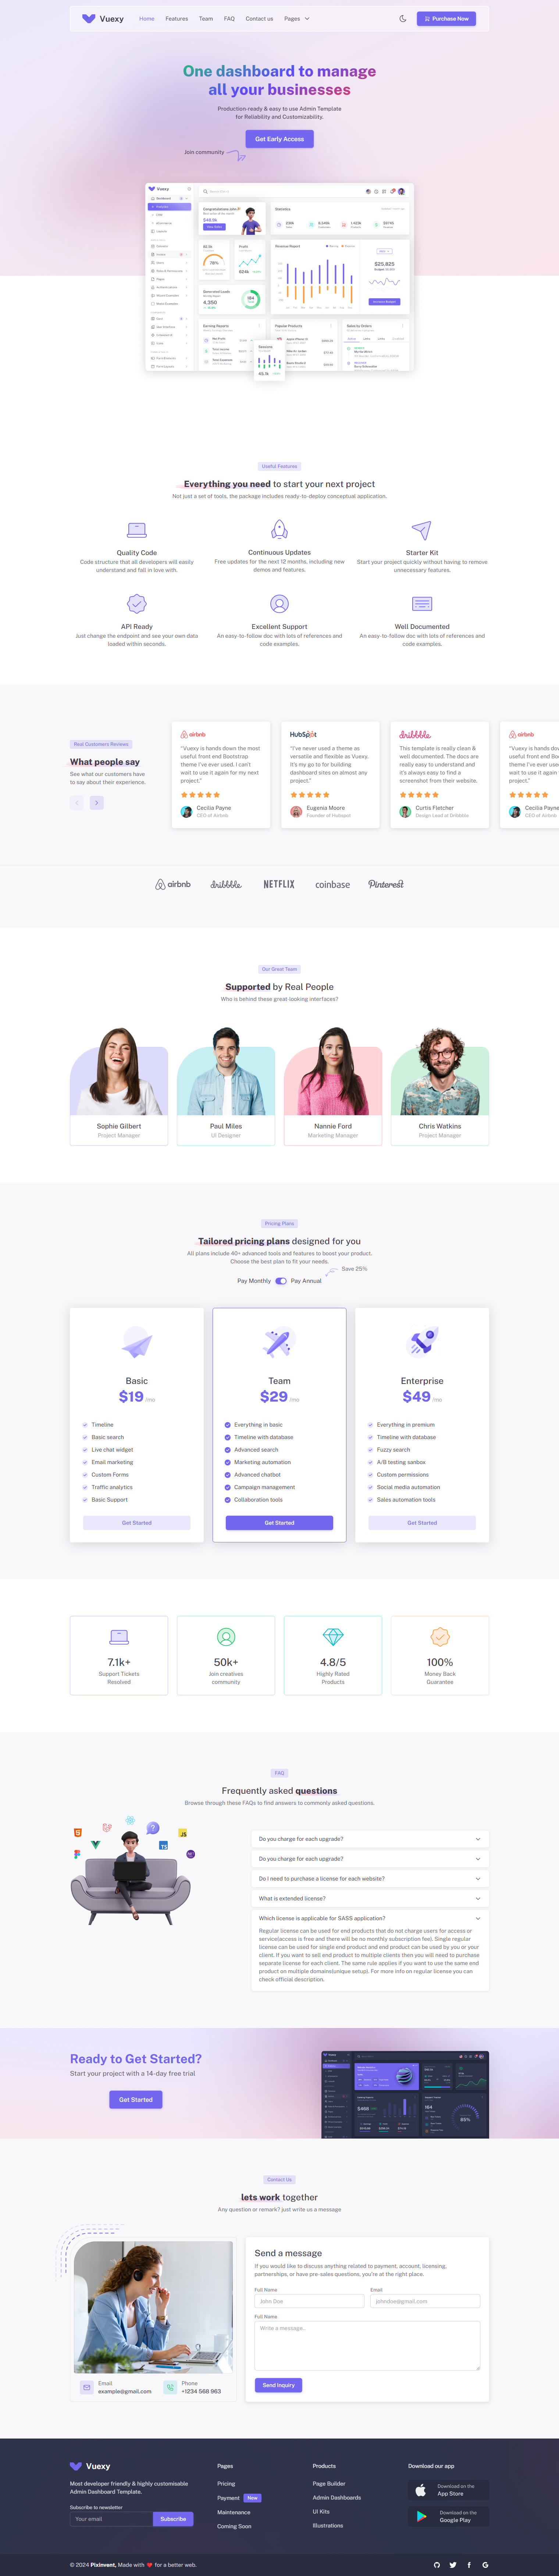 Vuexy
Home Features Team FAQ Contact us Pages
Purchase Now
One dashboard to manage
all your businesses
Production-ready & easy to use Admin Template
for Reliability and Customizability.
Get Early Access
Join community
Vuexy
Statistics
Revenue Report
$25,825
Earning Reports
Popular Products
Sales by Orders
Generated Leads
4,350
Useful Features
Everything you need to start your next project
Not just a set of tools, the package includes ready-to-deploy conceptual application.
Quality Code
Code structure that all developers will easily
understand and fall in love with.
Continuous Updates
Free updates for the next 12 months, including new
demos and features.
Starter Kit
Start your project quickly without having to remove
unnecessary features.
API Ready
Just change the endpoint and see your own data
loaded within seconds.
Excellent Support
An easy-to-follow doc with lots of references and
code examples.
Well Documented
An easy-to-follow doc with lots of references and
code examples.
Real Customers Reviews
What people say
See what our customers have
to say about their experience.
airbnb
"Vuexy is hands down the most
useful front end Bootstrap
theme I've ever used. I can't
wait to use it again for my next
project."
Cecilia Payne
CEO of Airbnb
HubSpot
"I've never used a theme as
versatile and flexible as Vuexy.
It's my go to for building
dashboard sites on almost any
project."
Eugenia Moore
Founder of Hubspot
dribbble
This template is really clean &
well documented. The docs are
really easy to understand and
it's always easy to find a
screenshot from their website.
Curtis Fletcher
Design Lead at Dribbble
airbnb
"Vuexy is hands do
useful front end Boo
theme I've ever used
wait to use it again
project."
Cecilia Payne
CEO of Airbnb
airbnb
dribbble
NETFLIX
coinbase
Pinterest
Our Great Team
Supported by Real People
Who is behind these great-looking interfaces?
Sophie Gilbert
Project Manager
Paul Miles
UI Designer
Nannie Ford
Marketing Manager
Chris Watkins
Project Manager
Pricing Plans
Tailored pricing plans designed for you
All plans include 40+ advanced tools and features to boost your product.
Choose the best plan to fit your needs.
Save 25%
Pay Monthly Pay Annual
Basic
$19 /mo
Timeline
Basic search
Live chat widget
Email marketing
Custom Forms
Traffic analytics
Basic Support
Get Started
Team
$29 /mo
Everything in basic
Timeline with database
Advanced search
Marketing automation
Advanced chatbot
Campaign management
Collaboration tools
Get Started
Enterprise
$49 /mo
Everything in premium
Timeline with database
Fuzzy search
A/B testing sanbox
Custom permissions
Social media automation
Sales automation tools
Get Started
7.1k+
Support Tickets
Resolved
50k+
Join creatives
community
4.8/5
Highly Rated
Products
100%
Money Back
Guarantee
FAQ
Frequently asked questions
Browse through these FAQs to find answers to commonly asked questions.
Do you charge for each upgrade?
Do you charge for each upgrade?
Do I need to purchase a license for each website?
What is extended license?
Which license is applicable for SASS application?
Regular license can be used for end products that do not charge users for access or
service(access is free and there will be no monthly subscription fee). Single regular
license can be used for single end product and end product can be used by you or your
client. If you want to sell end product to multiple clients then you will need to purchase
separate license for each client. The same rule applies if you want to use the same end
product on multiple domains(unique setup). For more info on regular license you can
check official description.
Ready to Get Started?
Start your project with a 14-day free trial
Get Started
Contact Us
lets work together
Any question or remark? just write us a message
Email
example@gmail.com
Phone
+1234 568 963
Send a message
If you would like to discuss anything related to payment, account, licensing,
partnerships, or have pre-sales questions, you're at the right place.
Full Name
John Doe
Email
johndoe@gmail.com
Full Name
Write a message..
Send Inquiry
Vuexy
Most developer friendly & highly customisable
Admin Dashboard Template.
Subscribe to newsletter
Your email
Subscribe
Pages
Pricing
Payment New
Maintenance
Coming Soon
Products
Page Builder
Admin Dashboards
UI Kits
Illustrations
Download our app
Download on the
App Store
Download on the
Google Play
© 2024 Pixinvent, Made with ❤️ for a better web.